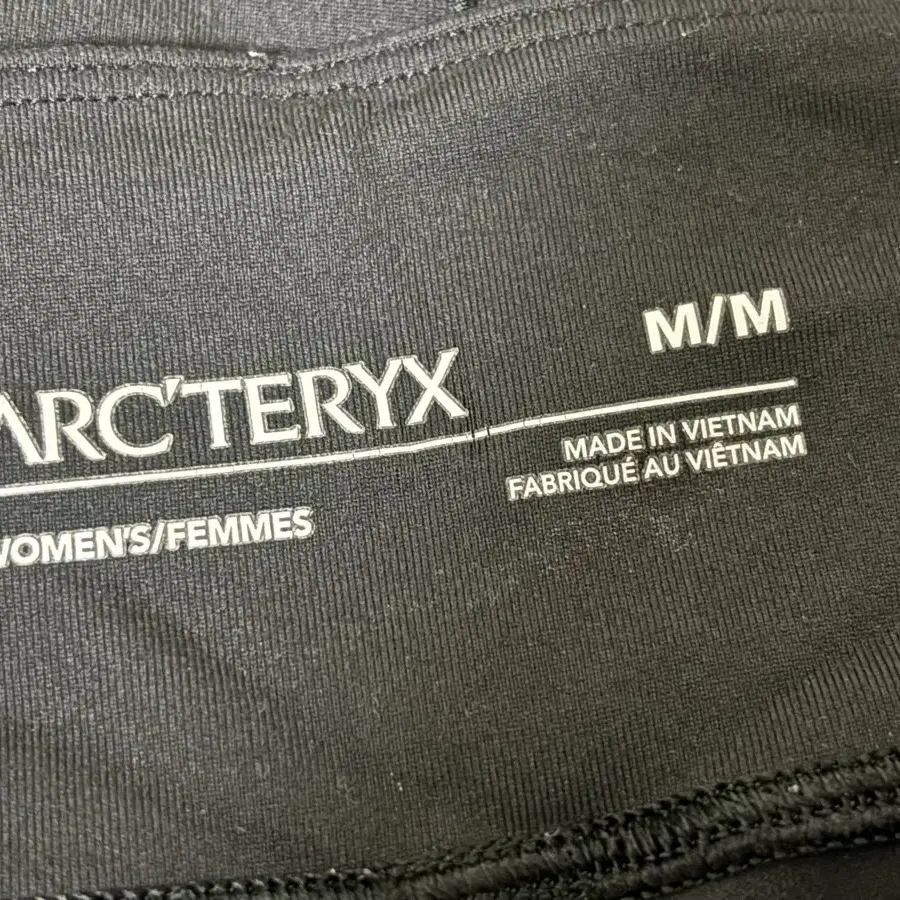 M/M
ARC'TERYX
MADE IN VIETNAM
FABRIQUÉ AU VIÊTNAM
WOMEN'S/FEMMES